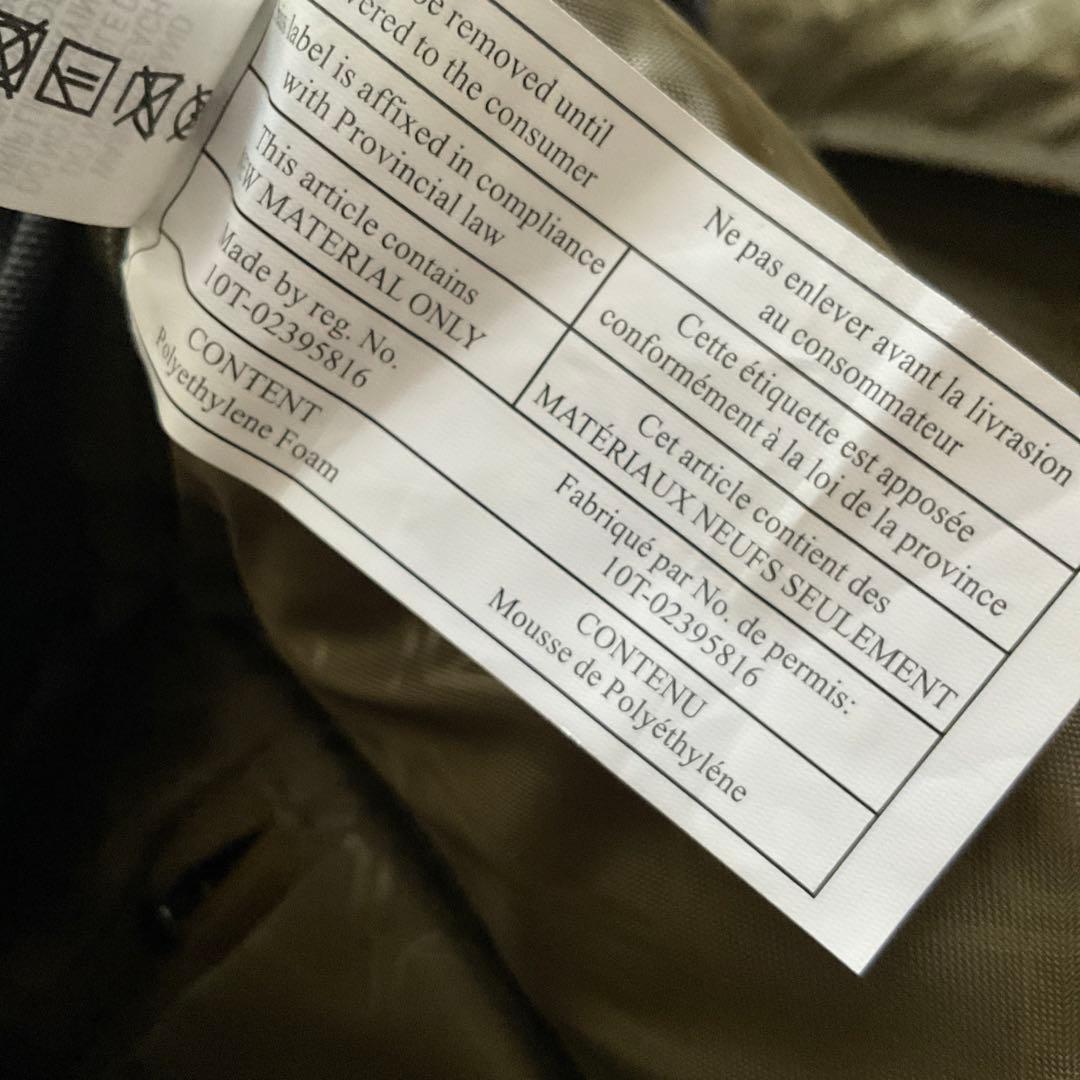 be removed until
to the consumer
label is affixed in compliance
with Provincial law
This article contains
MATERIAL ONLY
Made by reg. No.
10T-02395816
CONTENT
Polyethylene Foam
Ne pas enlever avant la livrasion
au consommateur
Cette étiquette est apposée
conformément à la loi de la province
Cet article contient des
MATÉRIAUX NEUFS SEULEMENT
Fabriqué par No. de permis:
10T-02395816
CONTENU
Mousse de Polyéthyléne